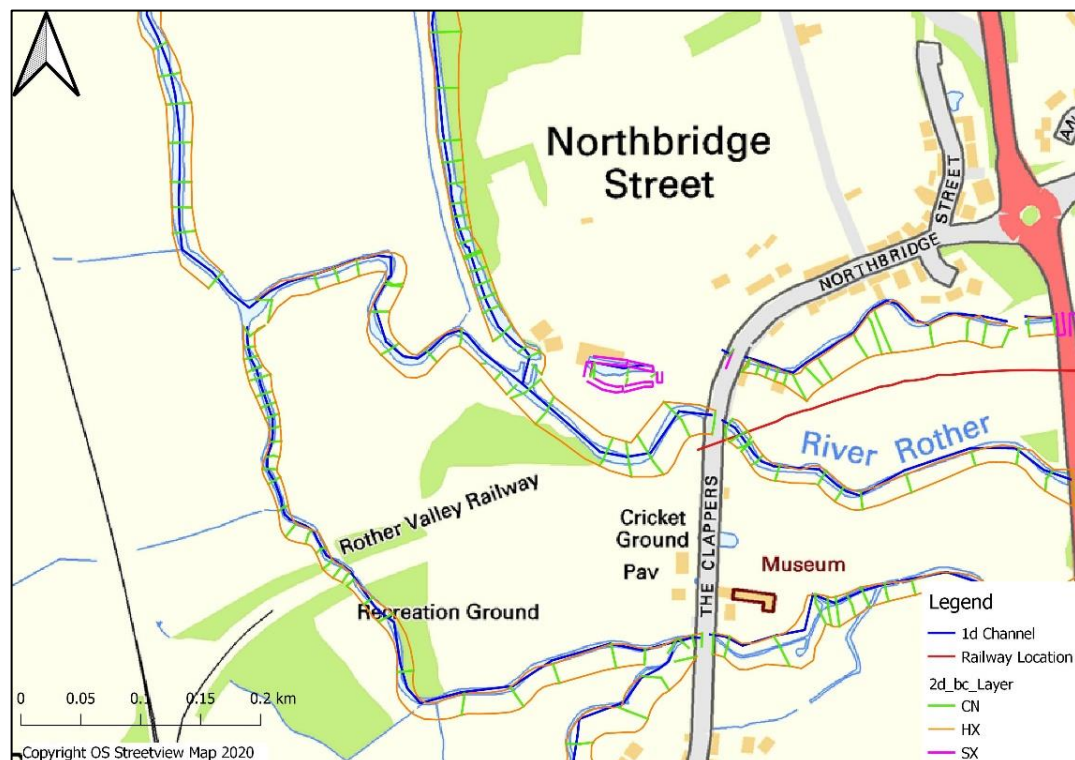 Northbridge
Street
AN
NORTHBRIDGE
STREET
River Rother
Rother Valley Railway
Cricket
Ground
Pav
THE CLAPPERS
Museum
Recreation Ground
Legend
1d Channel
Railway Location
2d_bc_Layer
CN
HX
SX
0 0.05 0.1 0.15 0.2 km
Copyright OS Streetview Map 2020